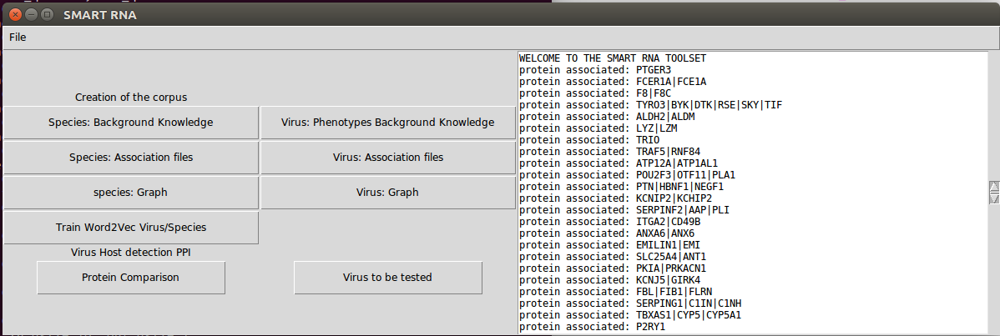 SMART RNA
File
Creation of the corpus
Species: Background Knowledge
Virus: Phenotypes Background Knowledge
Species: Association files
Virus: Association files
species: Graph
Virus: Graph
Train Word2Vec Virus/Species
Virus Host detection PPI
Protein Comparison
Virus to be tested
WELCOME TO THE SMART RNA TOOLSET
protein associated: PTGER3
protein associated: FCER1A|FCE1A
protein associated: F8|F8C
protein associated: TYRO3|BYK|DTK|RSE|SKY|TIF
protein associated: ALDH2|ALDM
protein associated: LYZ|LZM
protein associated: TRIO
protein associated: TRAF5|RNF84
protein associated: ATP12A|ATP1AL1
protein associated: POU2F3|OTF11|PLA1
protein associated: PTN|HBNF1|NEGF1
protein associated: KCNIP2|KCHIP2
protein associated: SERPINF2|AAP|PLI
protein associated: ITGA2|CD49B
protein associated: ANXA6|ANX6
protein associated: EMILIN1|EMI
protein associated: SLC25A4|ANT1
protein associated: PKIA|PRKACN1
protein associated: KCNJ5|GIRK4
protein associated: FBL|FIB1|FLRN
protein associated: SERPING1|C1IN|C1NH
protein associated: TBXAS1|CYP5|CYP5A1
protein associated: P2RY1